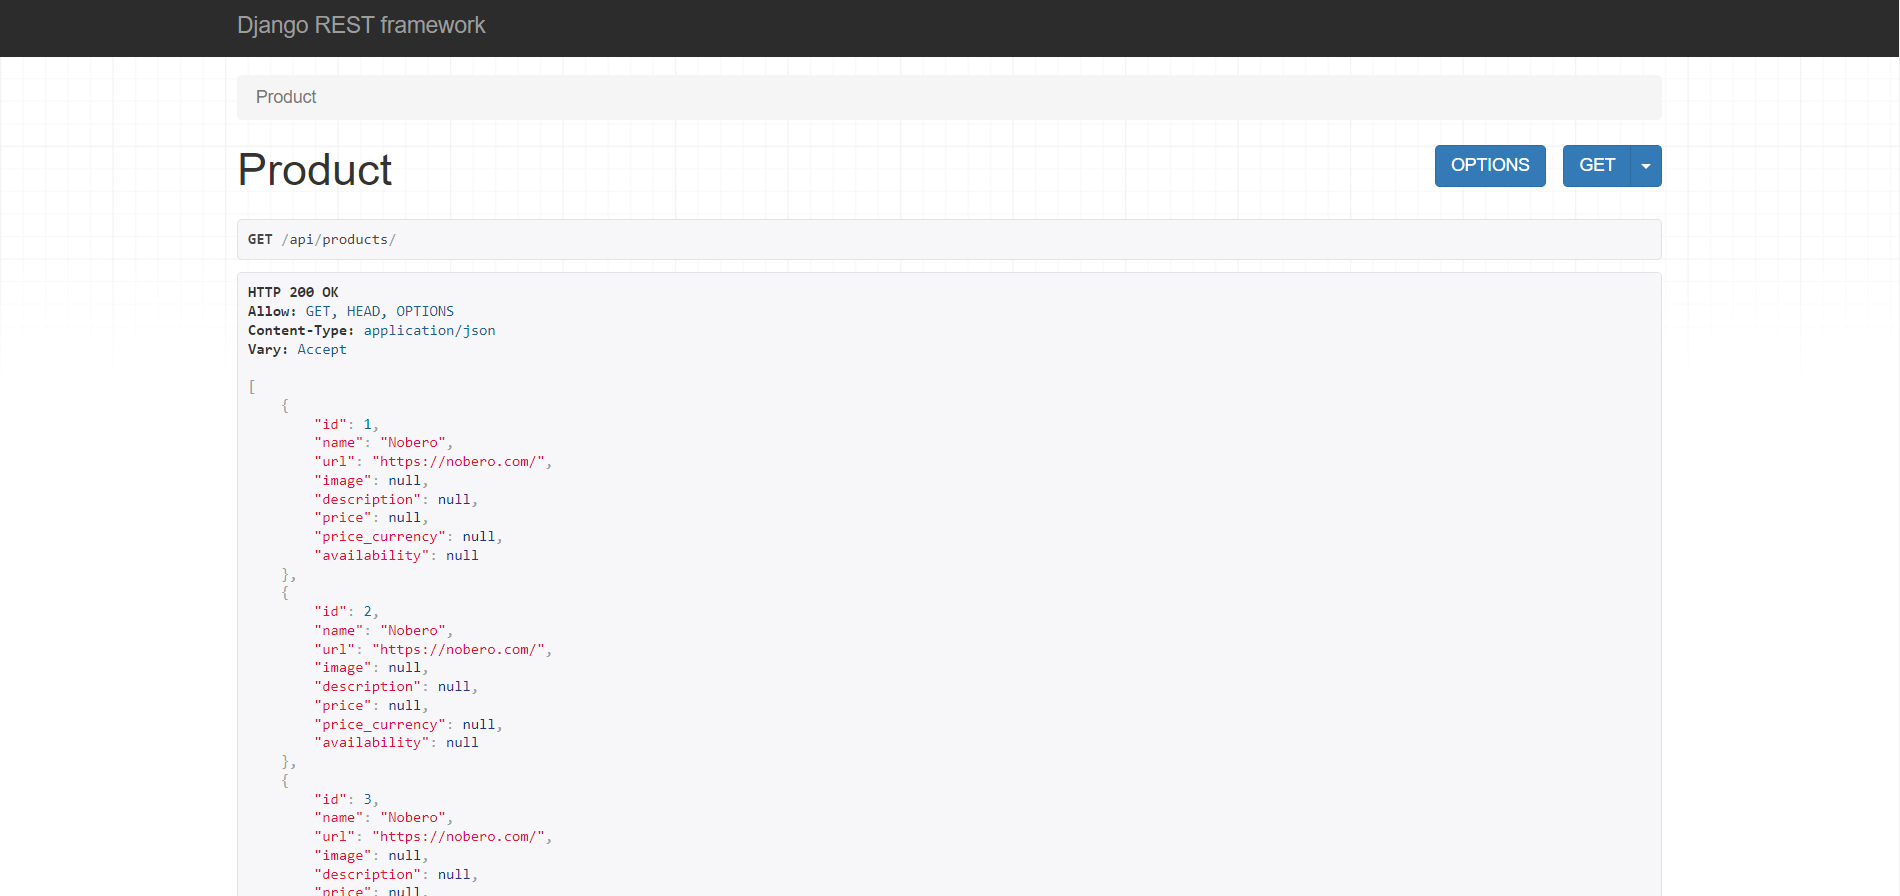 Django REST framework
Product
Product
OPTIONS GET
GET /api/products/
HTTP 200 OK
Allow: GET, HEAD, OPTIONS
Content-Type: application/json
Vary: Accept
[
    {
        "id": 1,
        "name": "Nobero",
        "url": "https://nobero.com/",
        "image": null,
        "description": null,
        "price": null,
        "price_currency": null,
        "availability": null
    },
    {
        "id": 2,
        "name": "Nobero",
        "url": "https://nobero.com/",
        "image": null,
        "description": null,
        "price": null,
        "price_currency": null,
        "availability": null
    },
    {
        "id": 3,
        "name": "Nobero",
        "url": "https://nobero.com/",
        "image": null,
        "description": null,
        "price": null,